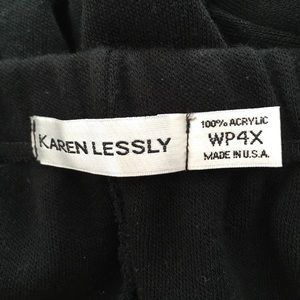 KAREN LESSLY
100% ACRYLIC
WP4X
MADE IN U.S.A.